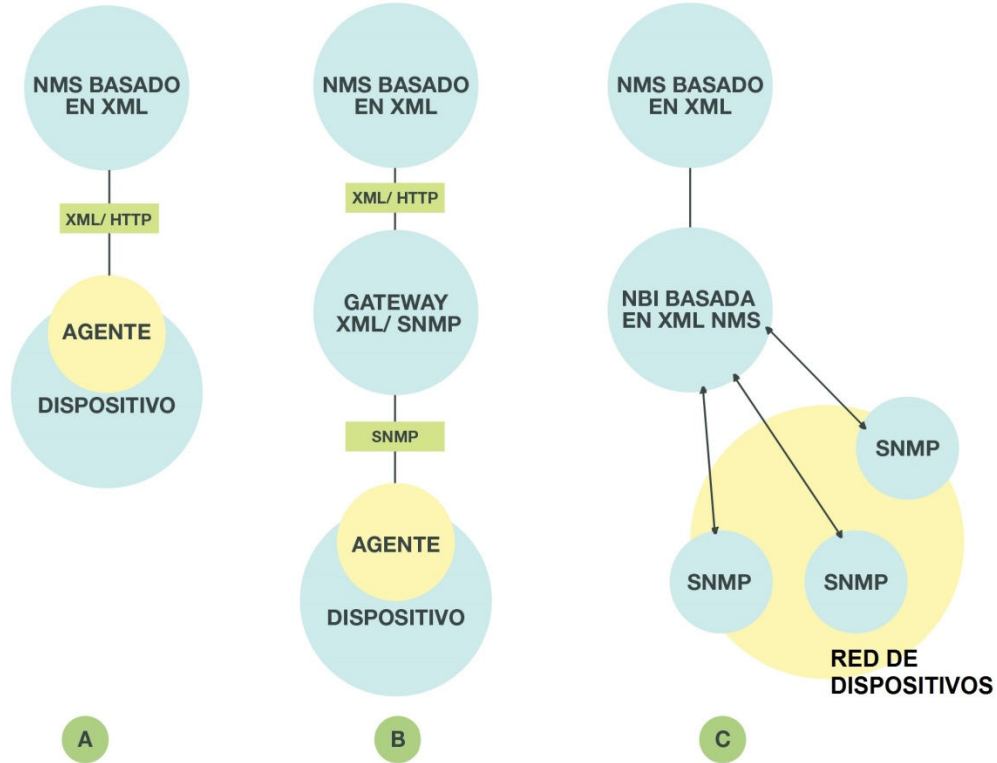 NMS BASADO
EN XML
XML/ HTTP
AGENTE
DISPOSITIVO
A
NMS BASADO
EN XML
XML/ HTTP
GATEWAY
XML/ SNMP
SNMP
AGENTE
DISPOSITIVO
B
NMS BASADO
EN XML
NBI BASADA
EN XML NMS
SNMP
SNMP
SNMP
RED DE
DISPOSITIVOS
C